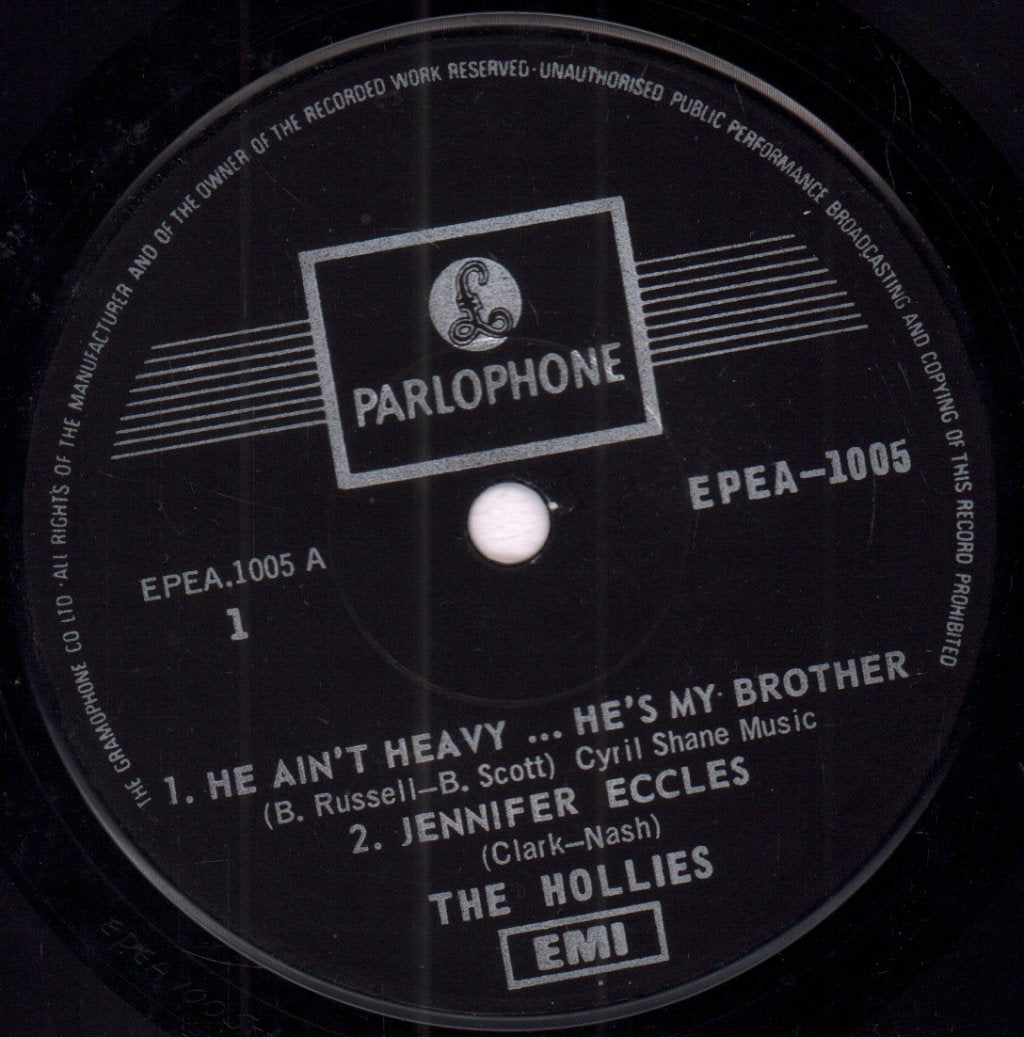 THE GRAMOPHONE CO LTD · ALL RIGHTS OF THE MANUFACTURER AND OF THE OWNER OF THE RECORDED WORK RESERVED · UNAUTHORISED PUBLIC PERFORMANCE BROADCASTING AND COPYING OF THIS RECORD PROHIBITED
£
PARLOPHONE
EPEA–1005
EPEA.1005 A
1
1. HE AIN'T HEAVY ... HE'S MY BROTHER
(B. Russell–B. Scott) Cyril Shane Music
2. JENNIFER ECCLES
(Clark–Nash)
THE HOLLIES
EMI
EPEA 1005